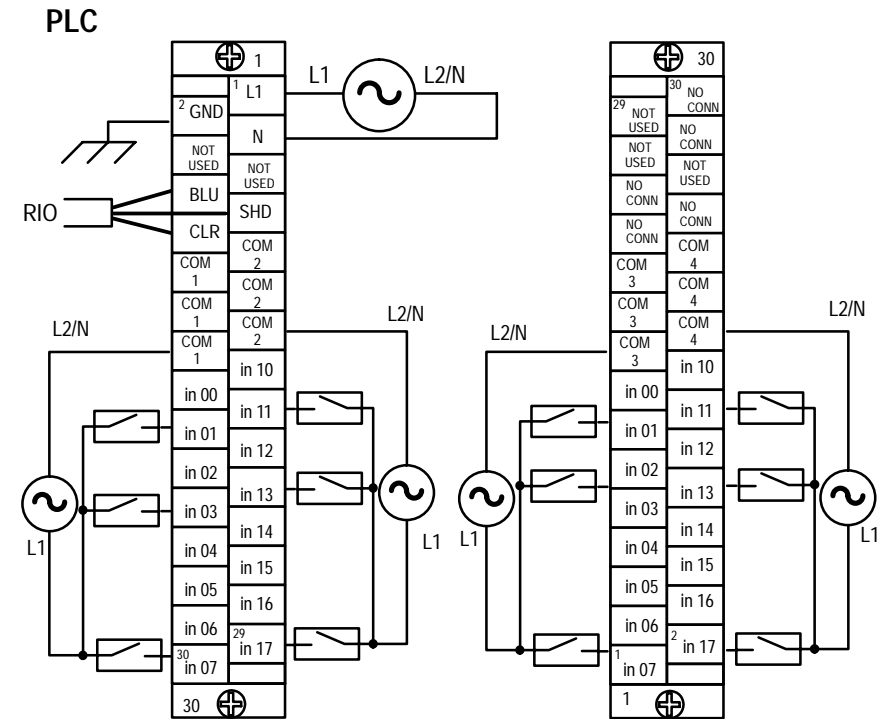 PLC
1
1
L1
2
GND
N
NOT
USED
NOT
USED
BLU
SHD
CLR
COM
2
COM
1
COM
2
COM
1
COM
2
COM
1
in 10
in 00
in 11
in 01
in 12
in 02
in 13
in 03
in 14
in 04
in 15
in 05
in 16
in 06
29
in 17
30
in 07
30
L1
L2/N
RIO
L2/N
L1
L2/N
L1
30
30
NO
CONN
29
NOT
USED
NO
CONN
NOT
USED
NOT
USED
NO
CONN
NO
CONN
NO
CONN
COM
4
COM
3
COM
4
COM
3
COM
4
COM
3
in 10
in 00
in 11
in 01
in 12
in 02
in 13
in 03
in 14
in 04
in 15
in 05
in 16
in 06
2
in 17
1
in 07
1
L2/N
L1
L2/N
L1